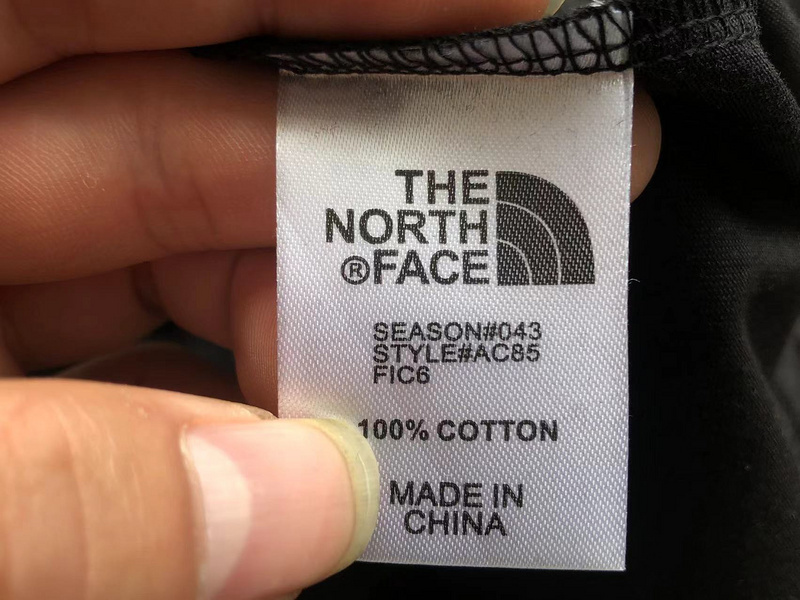 THE
NORTH
®FACE
SEASON#043
STYLE#AC85
FIC6
100% COTTON
MADE IN
CHINA